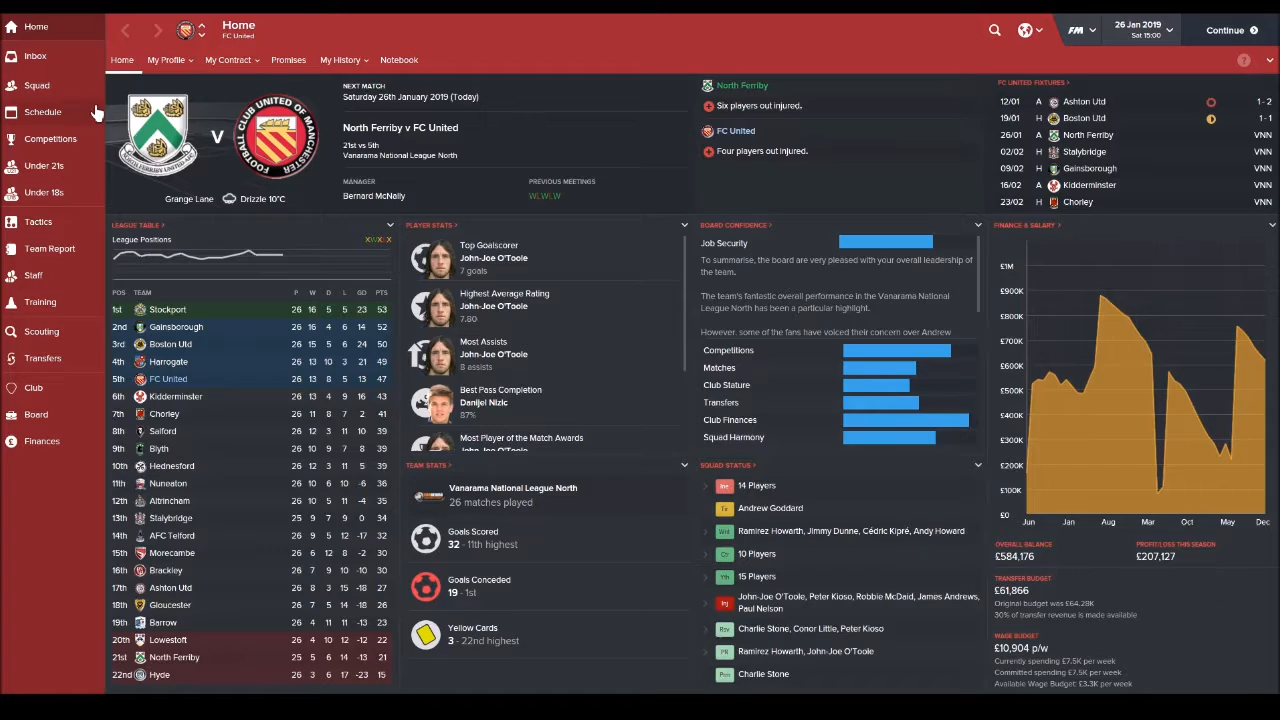 Home
Inbox
Squad
Schedule
Competitions
Under 21s
Under 18s
Tactics
Team Report
Staff
Training
Scouting
Transfers
Club
Board
Finances
Home
FC United
FM
26 Jan 2019
Sat 15:00
Continue
Home
My Profile
My Contract
Promises
My History
Notebook
NEXT MATCH
Saturday 26th January 2019 (Today)
North Ferriby v FC United
21st vs 5th
Vanarama National League North
MANAGER
Bernard McNally
PREVIOUS MEETINGS
WLWLW
V
Grange Lane
Drizzle 10°C
North Ferriby
Six players out injured.
FC United
Four players out injured.
FC UNITED FIXTURES >
12/01 A Ashton Utd 1 - 2
19/01 H Boston Utd 1 - 1
26/01 A North Ferriby VNN
02/02 H Stalybridge VNN
09/02 H Gainsborough VNN
16/02 A Kidderminster VNN
23/02 H Chorley VNN
LEAGUE TABLE >
League Positions
POS TEAM P W D L GD PTS
1st Stockport 26 16 5 5 23 53
2nd Gainsborough 26 16 4 6 14 52
3rd Boston Utd 26 15 5 6 24 50
4th Harrogate 26 13 10 3 21 49
5th FC United 26 13 8 5 13 47
6th Kidderminster 26 13 4 9 16 43
7th Chorley 26 11 8 7 2 41
8th Salford 26 12 3 11 10 39
9th Blyth 26 10 9 7 8 39
10th Hednesford 26 12 3 11 5 39
11th Nuneaton 26 10 6 10 -6 36
12th Altrincham 26 10 5 11 -4 35
13th Stalybridge 25 9 7 9 0 34
14th AFC Telford 26 9 5 12 -17 32
15th Morecambe 26 6 12 8 -2 30
16th Brackley 26 7 9 10 -10 30
17th Ashton Utd 26 8 3 15 -18 27
18th Gloucester 26 7 5 14 -18 26
19th Barrow 26 4 11 11 -13 23
20th Lowestoft 26 4 10 12 -12 22
21st North Ferriby 25 5 6 14 -13 21
22nd Hyde 26 3 6 17 -23 15
PLAYER STATS >
Top Goalscorer
John-Joe O'Toole
7 goals
Highest Average Rating
John-Joe O'Toole
7.80
Most Assists
John-Joe O'Toole
8 assists
Best Pass Completion
Danijel Nizic
87%
Most Player of the Match Awards
John-Joe O'Toole
TEAM STATS >
Vanarama National League North
26 matches played
Goals Scored
32 - 11th highest
Goals Conceded
19 - 1st
Yellow Cards
3 - 22nd highest
BOARD CONFIDENCE >
Job Security
To summarise, the board are very pleased with your overall leadership of
the team.
The team's fantastic overall performance in the Vanarama National
League North has been a particular highlight.
However, some of the fans have voiced their concern over Andrew
Competitions
Matches
Club Stature
Transfers
Club Finances
Squad Harmony
SQUAD STATUS >
Ine 14 Players
Tir Andrew Goddard
Wnt Ramirez Howarth, Jimmy Dunne, Cédric Kipré, Andy Howard
Ctr 10 Players
Yth 15 Players
Inj John-Joe O'Toole, Peter Kioso, Robbie McDaid, James Andrews,
Paul Nelson
Charlie Stone, Conor Little, Peter Kioso
PR Ramirez Howarth, John-Joe O'Toole
Pro Charlie Stone
FINANCE & SALARY >
£1M
£900K
£800K
£700K
£600K
£500K
£400K
£300K
£200K
£100K
£0
Jun Jan Aug Mar Oct May Dec
OVERALL BALANCE
£584,176
PROFIT/LOSS THIS SEASON
£207,127
TRANSFER BUDGET
£61,866
Original budget was £64.28K
30% of transfer revenue is made available
WAGE BUDGET
£10,904 p/w
Currently spending £7.5K per week
Committed spending £7.5K per week
Available Wage Budget: £3.3K per week